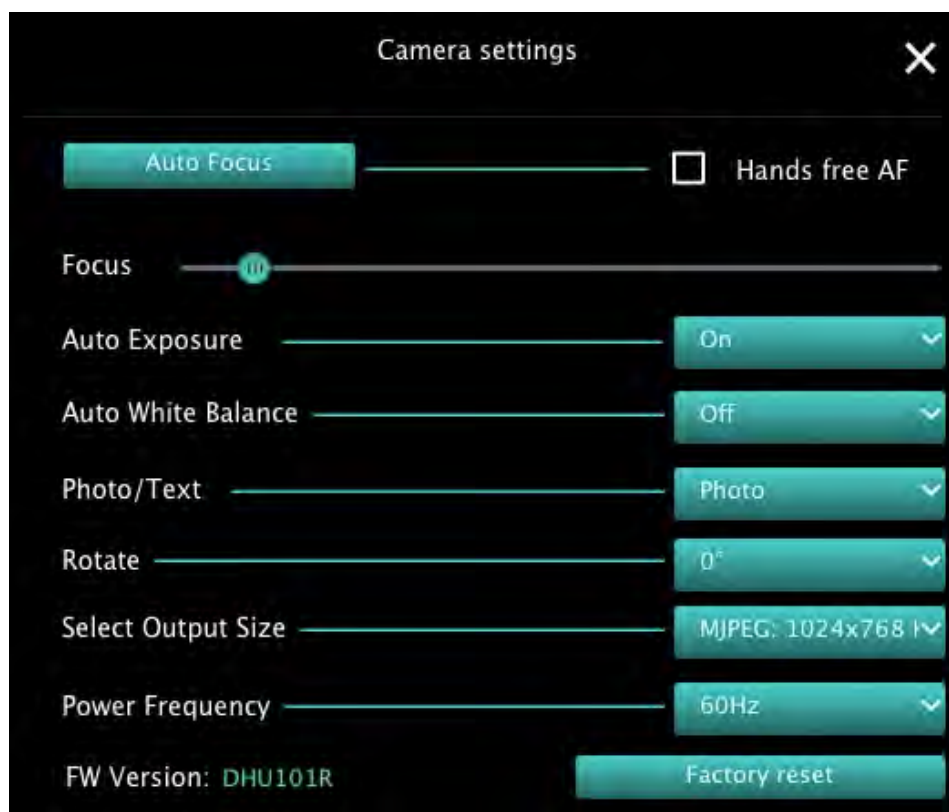 Camera settings
Auto Focus Hands free AF
Focus
Auto Exposure On
Auto White Balance Off
Photo/Text Photo
Rotate 0°
Select Output Size MJPEG: 1024x768
Power Frequency 60Hz
FW Version: DHU101R Factory reset